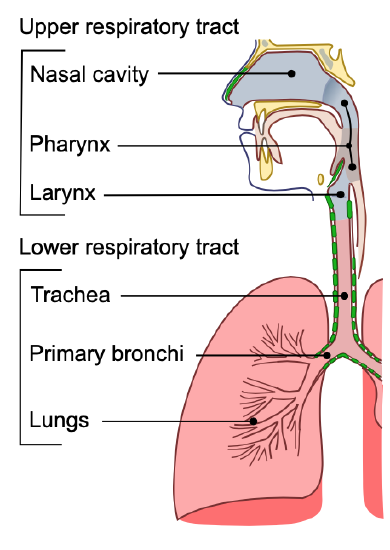 Upper respiratory tract
Nasal cavity
Pharynx
Larynx
Lower respiratory tract
Trachea
Primary bronchi
Lungs